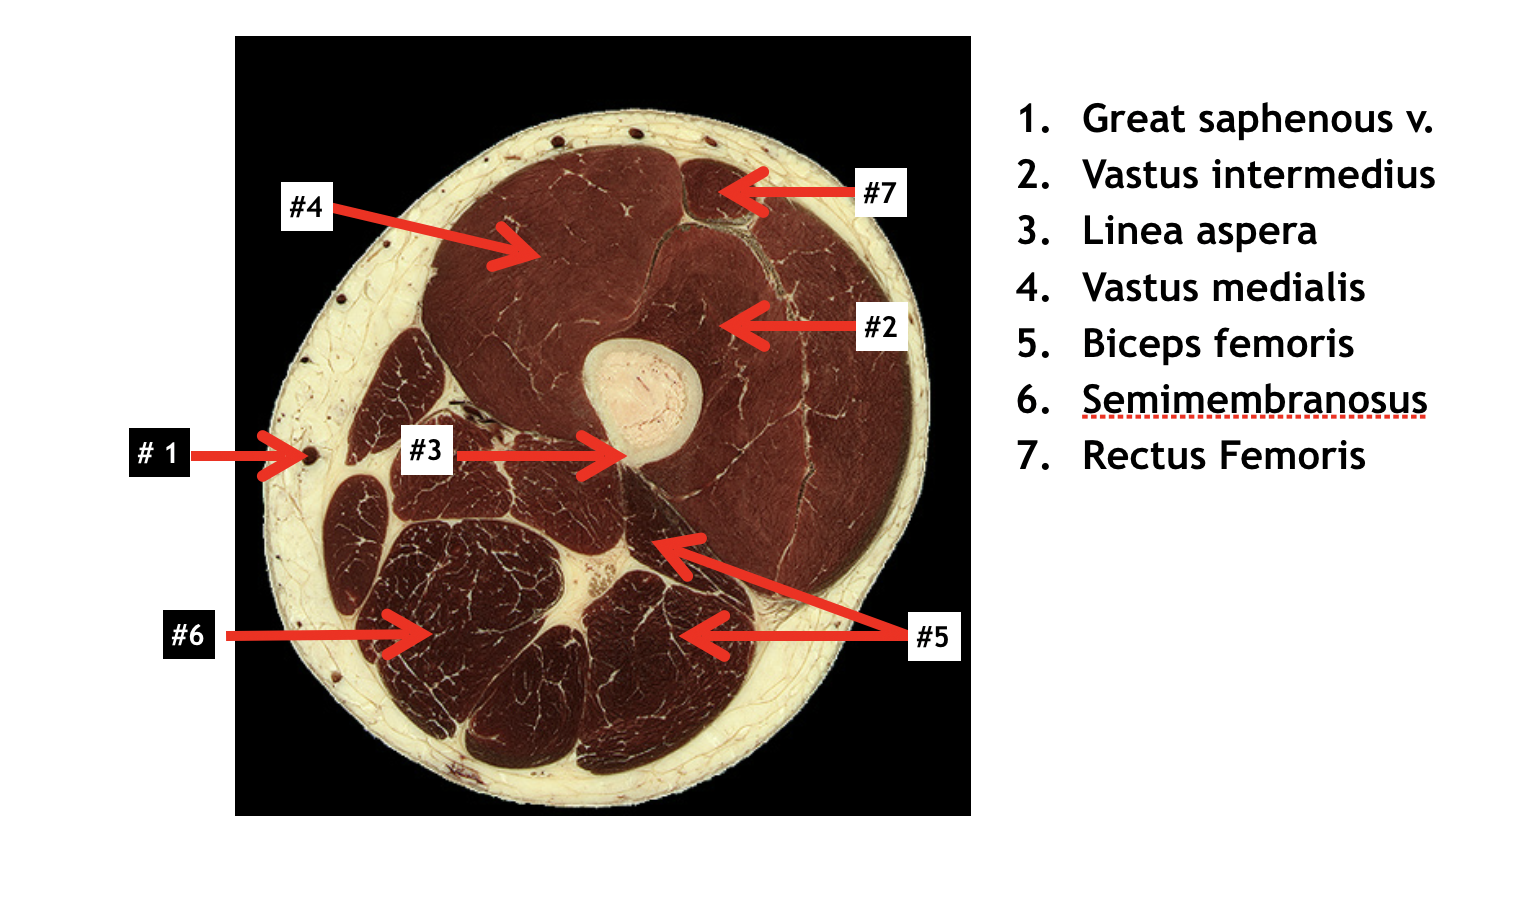 #4
#7
#2
#3
# 1
#6
#5
1. Great saphenous v.
2. Vastus intermedius
3. Linea aspera
4. Vastus medialis
5. Biceps femoris
6. Semimembranosus
7. Rectus Femoris